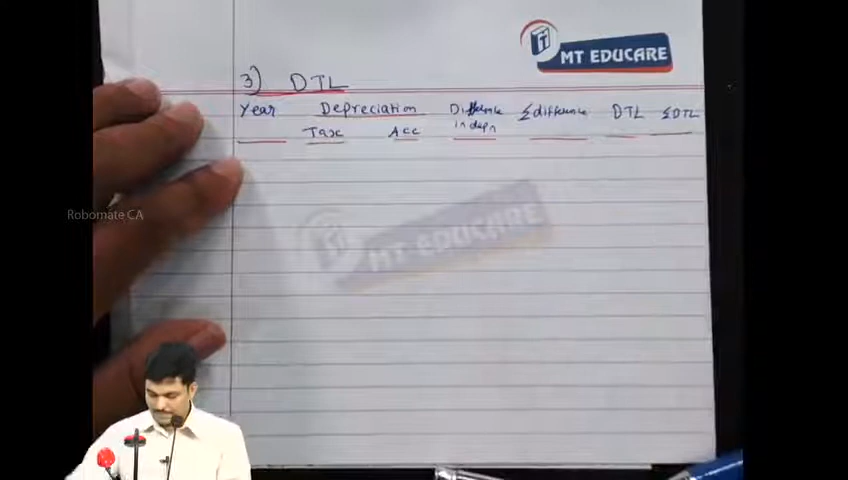 MT EDUCARE
3) DTL
Year Depreciation Difference Σdifference DTL ΣDTL
Tax Acc in depn
Robomate CA
MT EDUCARE